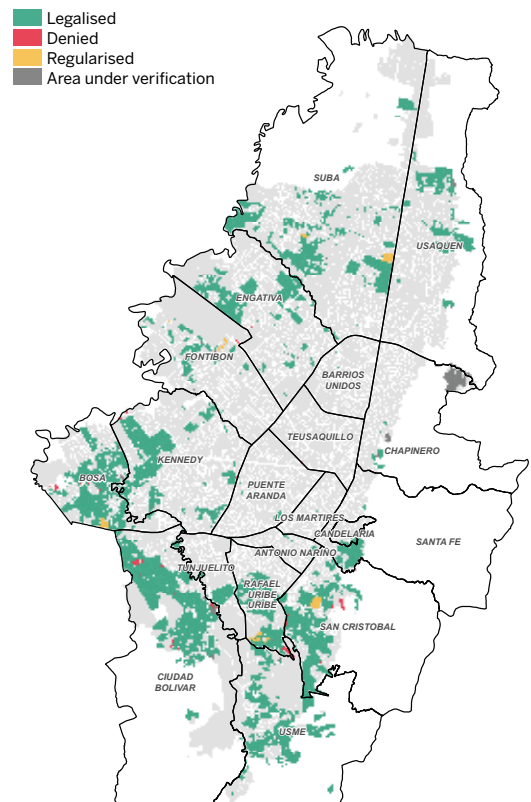 Legalised
Denied
Regularised
Area under verification
SUBA
USAQUEN
ENGATIVA
FONTIBON
BARRIOS
UNIDOS
TEUSAQUILLO
CHAPINERO
KENNEDY
BOSA
PUENTE
ARANDA
LOS MARTIRES
CANDELARIA
SANTA FE
ANTONIO NARIÑO
TUNJUELITO
RAFAEL
URIBE
URIBE
SAN CRISTOBAL
CIUDAD
BOLIVAR
USME